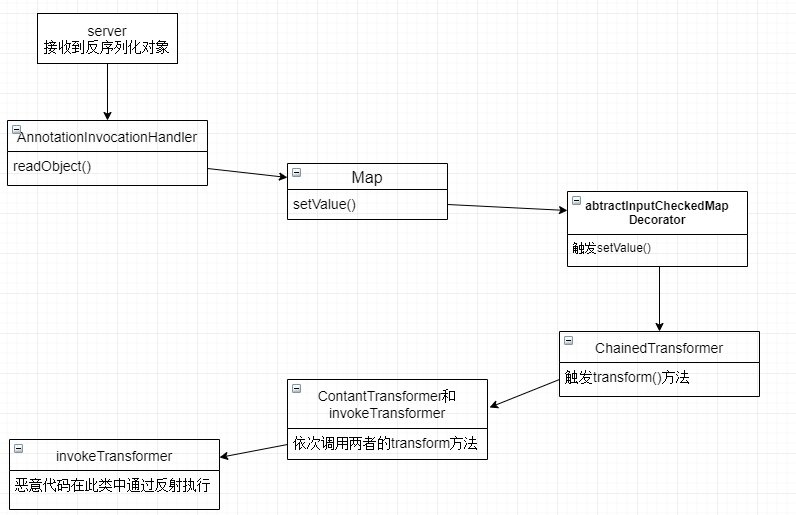 server
接收到反序列化对象
AnnotationInvocationHandler
readObject()
Map
setValue()
abtractInputCheckedMap
Decorator
触发setValue()
ChainedTransformer
触发transform()方法
ContantTransformer和
invokeTransformer
依次调用两者的transform方法
invokeTransformer
恶意代码在此类中通过反射执行